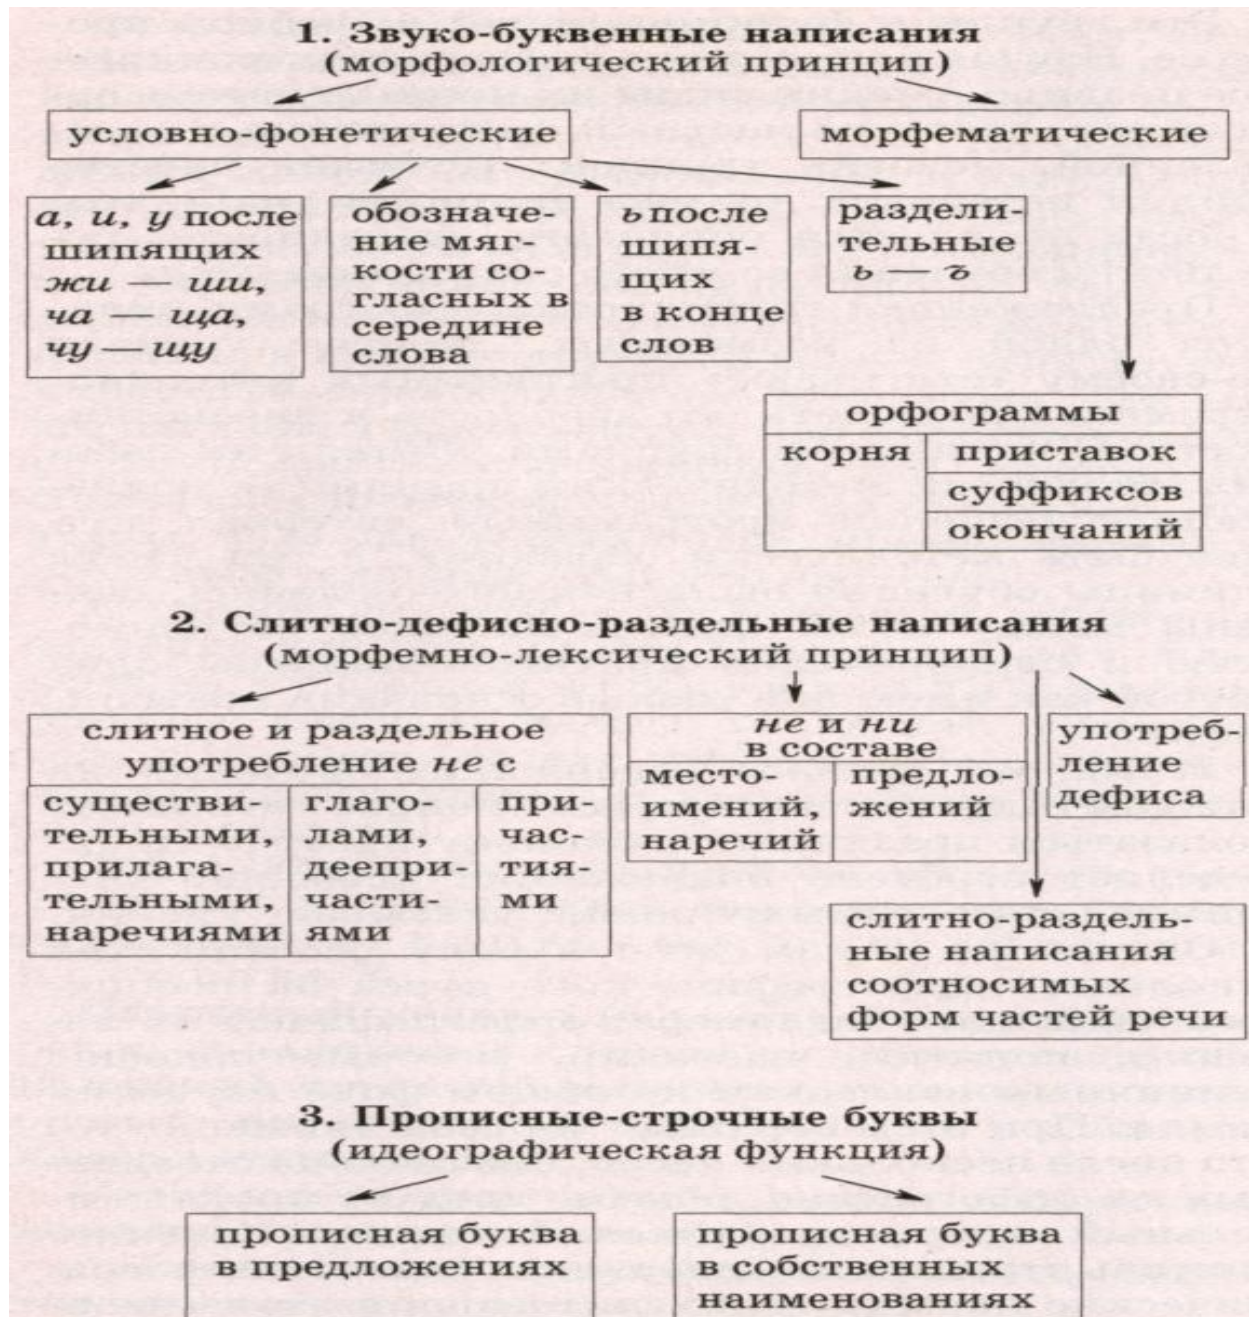 1. Звуко-буквенные написания
(морфологический принцип)
условно-фонетические
морфематические
а, и, у после
шипящих
жи — ши,
ча — ща,
чу — щу
обозначе-
ние мяг-
кости со-
гласных в
середине
слова
ь после
шипя-
щих
в конце
слов
раздели-
тельные
ь — ъ
орфограммы
корня
приставок
суффиксов
окончаний
2. Слитно-дефисно-раздельные написания
(морфемно-лексический принцип)
слитное и раздельное
употребление не с
существи-
тельными,
прилага-
тельными,
наречиями
глаго-
лами,
деепри-
части-
ями
при-
час-
тия-
ми
не и ни
в составе
место-
имений,
наречий
предло-
жений
употреб-
ление
дефиса
слитно-раздель-
ные написания
соотносимых
форм частей речи
3. Прописные-строчные буквы
(идеографическая функция)
прописная буква
в предложениях
прописная буква
в собственных
наименованиях